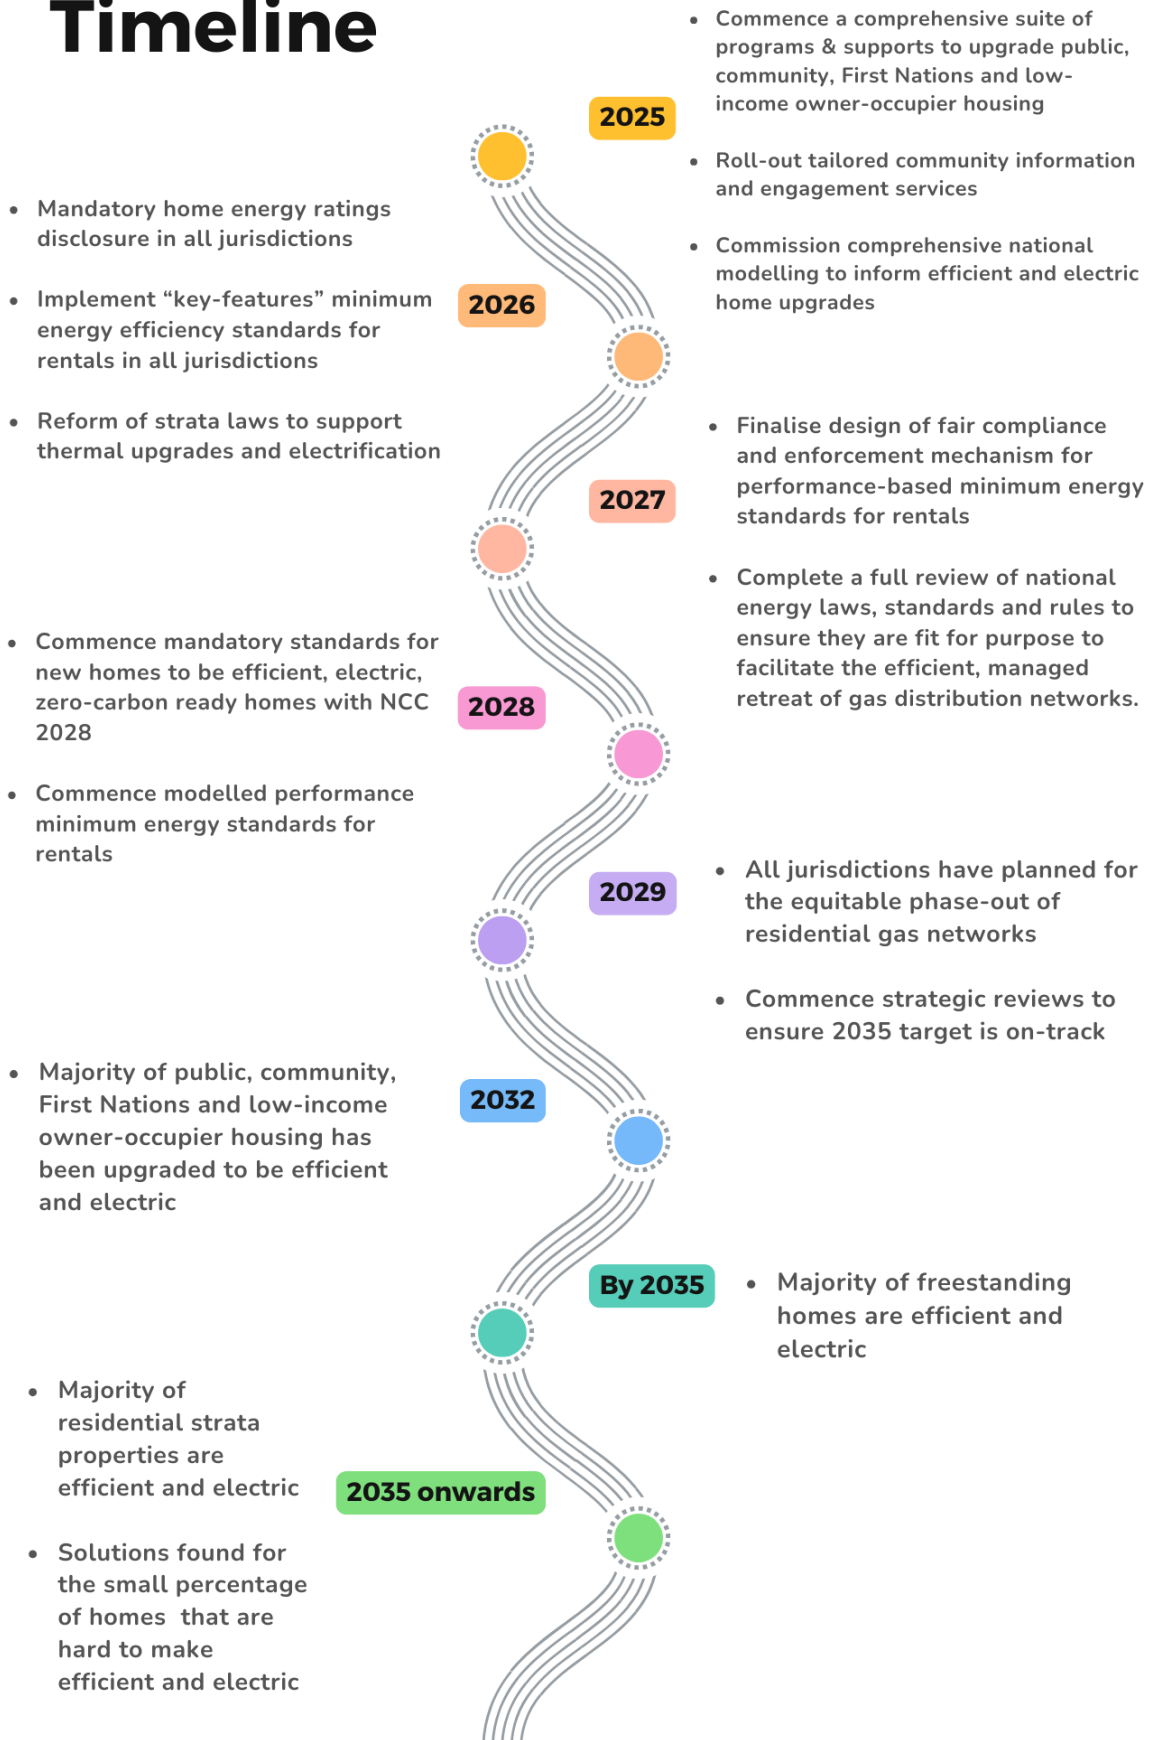 Timeline
2025
• Commence a comprehensive suite of
programs & supports to upgrade public,
community, First Nations and low-
income owner-occupier housing
• Roll-out tailored community information
and engagement services
• Commission comprehensive national
modelling to inform efficient and electric
home upgrades
2026
• Mandatory home energy ratings
disclosure in all jurisdictions
• Implement “key-features” minimum
energy efficiency standards for
rentals in all jurisdictions
• Reform of strata laws to support
thermal upgrades and electrification
2027
• Finalise design of fair compliance
and enforcement mechanism for
performance-based minimum energy
standards for rentals
• Complete a full review of national
energy laws, standards and rules to
ensure they are fit for purpose to
facilitate the efficient, managed
retreat of gas distribution networks.
2028
• Commence mandatory standards for
new homes to be efficient, electric,
zero-carbon ready homes with NCC
2028
• Commence modelled performance
minimum energy standards for
rentals
2029
• All jurisdictions have planned for
the equitable phase-out of
residential gas networks
• Commence strategic reviews to
ensure 2035 target is on-track
2032
• Majority of public, community,
First Nations and low-income
owner-occupier housing has
been upgraded to be efficient
and electric
By 2035
• Majority of freestanding
homes are efficient and
electric
2035 onwards
• Majority of
residential strata
properties are
efficient and electric
• Solutions found for
the small percentage
of homes that are
hard to make
efficient and electric